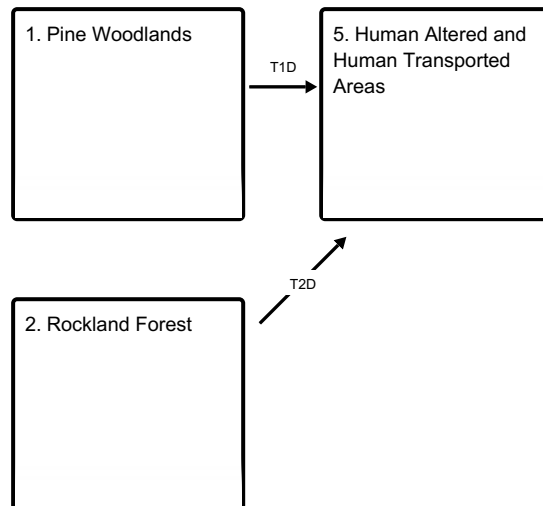 1. Pine Woodlands
T1D
5. Human Altered and
Human Transported
Areas
T2D
2. Rockland Forest